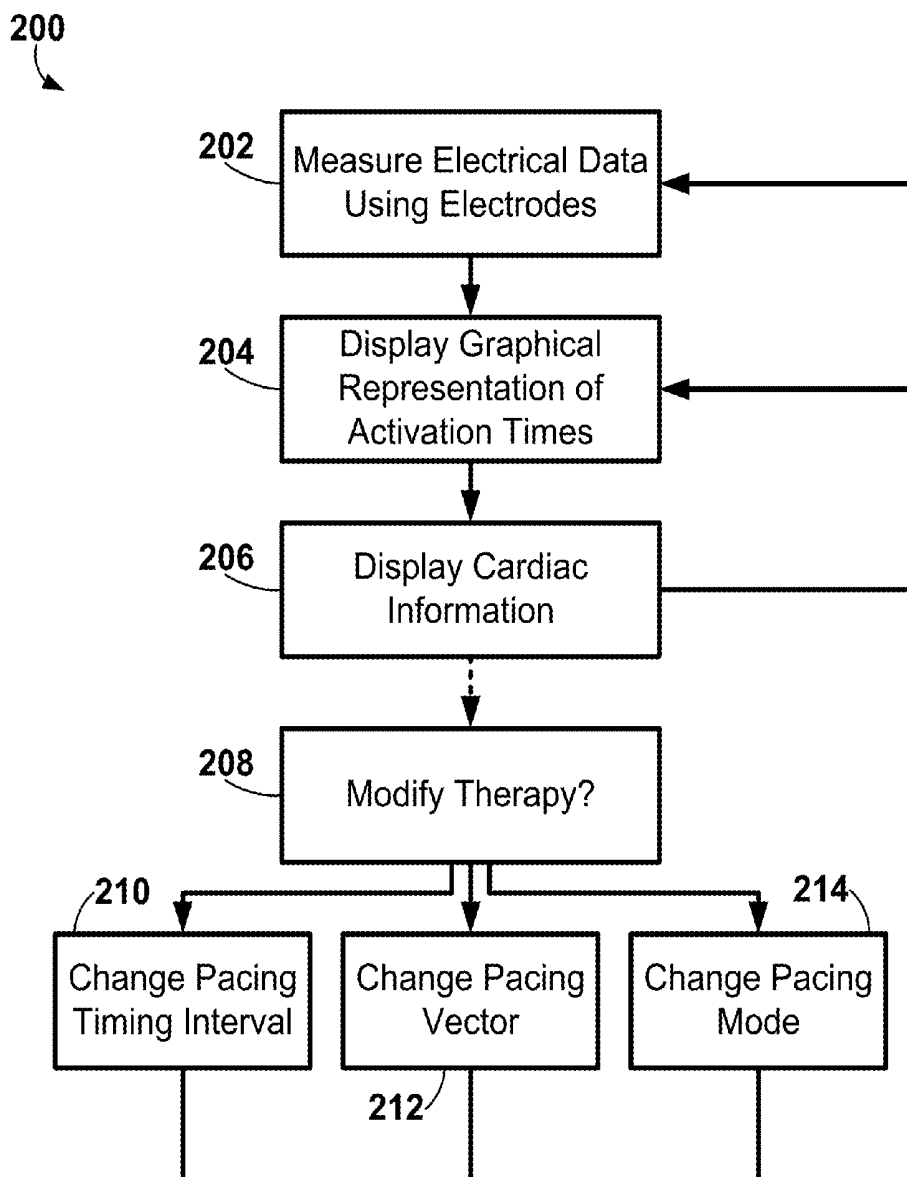 200
202
Measure Electrical Data
Using Electrodes
204
Display Graphical
Representation of
Activation Times
206
Display Cardiac
Information
208
Modify Therapy?
210
Change Pacing
Timing Interval
Change Pacing
Vector
212
214
Change Pacing
Mode